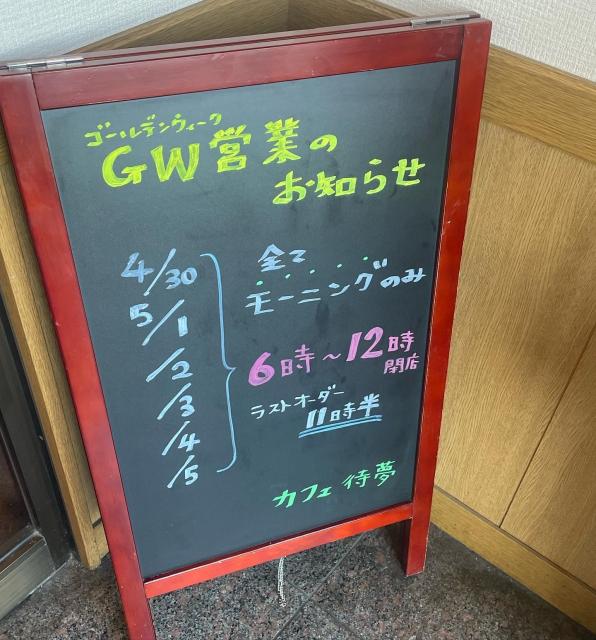 ゴールデンウィーク
GW営業の
お知らせ
4/30
5/1
/2
/3
/4
/5
全て
モーニングのみ
6時～12時
閉店
ラストオーダー
11時半
カフェ 待夢